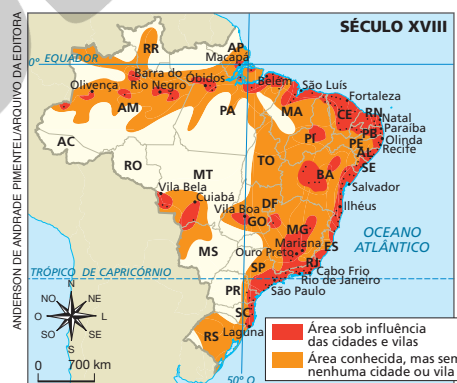 ANDERSON DE ANDRADE PIMENTEL/ARQUIVO DA EDITORA
SÉCULO XVIII
RR
AP
Macapá
0° EQUADOR
Barra do
Rio Negro
Óbidos
Belém
São Luís
Olivença
Fortaleza
AM
PA
MA
CE
RN
Natal
PB
Paraíba
Olinda
PI
PE
Recife
AC
AL
TO
SE
RO
BA
MT
Salvador
Vila Bela
Cuiabá
DF
Ilhéus
Vila Boa
GO
MG
OCEANO
ATLÂNTICO
Mariana
ES
MS
Ouro Preto
SP
RJ
Cabo Frio
TRÓPICO DE CAPRICÓRNIO
Rio de Janeiro
São Paulo
PR
N
NO
NE
O
L
SO
SE
S
SC
Laguna
RS
0
700 km
50° O
Área sob influência
das cidades e vilas
Área conhecida, mas sem
nenhuma cidade ou vila